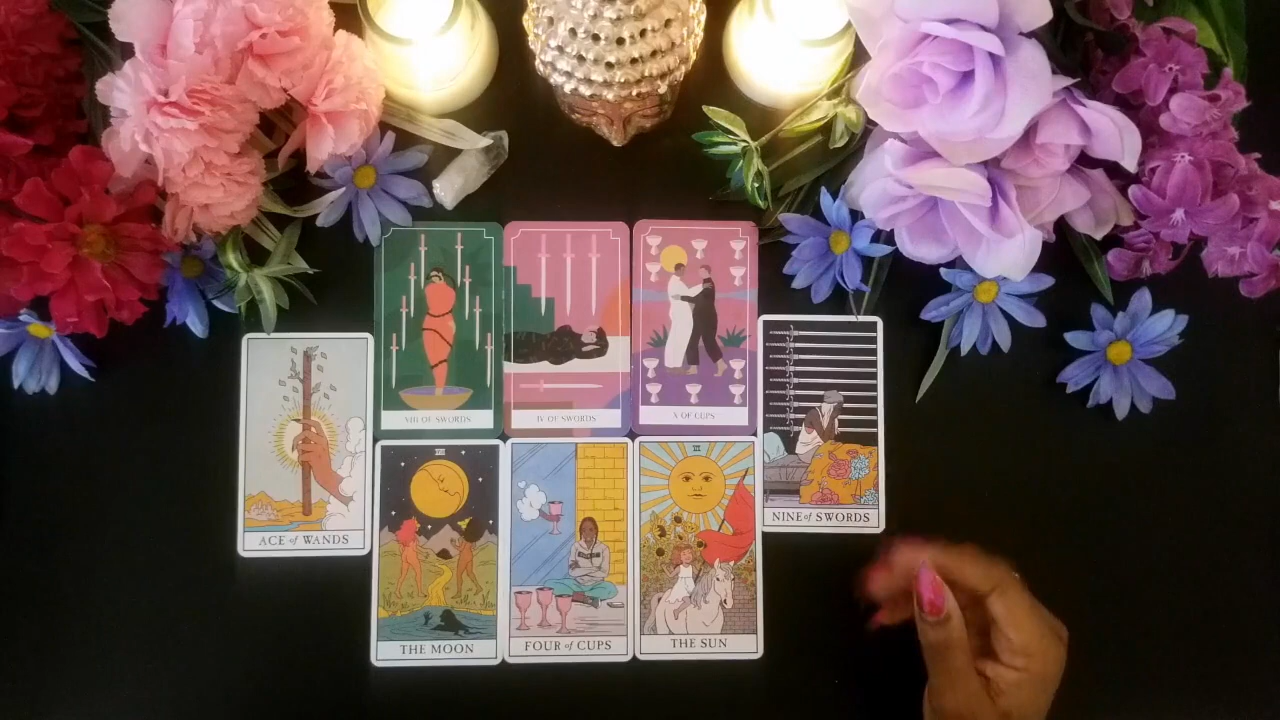 VIII OF SWORDS
IV OF SWORDS
X OF CUPS
ACE of WANDS
NINE of SWORDS
THE MOON
FOUR of CUPS
THE SUN